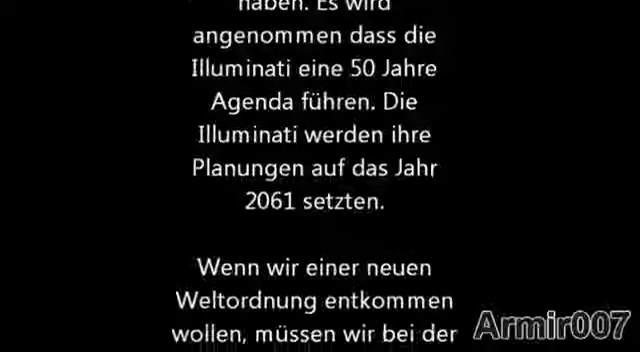 haben. Es wird
angenommen dass die
Illuminati eine 50 Jahre
Agenda führen. Die
Illuminati werden ihre
Planungen auf das Jahr
2061 setzten.
Wenn wir einer neuen
Weltordnung entkommen
wollen, müssen wir bei der
Armir007